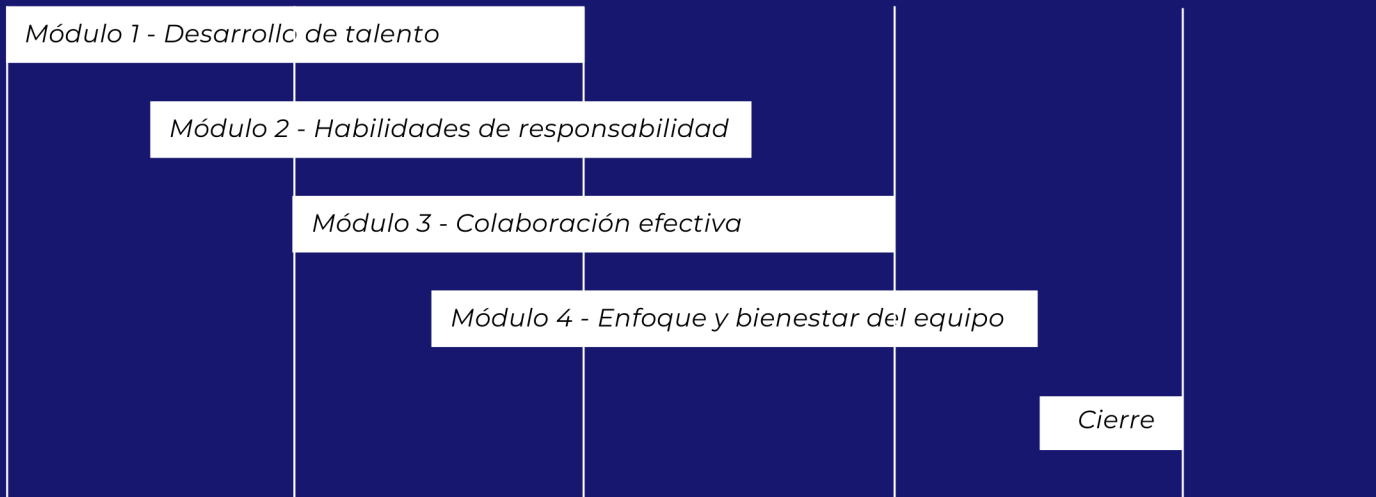 Módulo 1 - Desarrollo de talento
Módulo 2 - Habilidades de responsabilidad
Módulo 3 - Colaboración efectiva
Módulo 4 - Enfoque y bienestar del equipo
Cierre